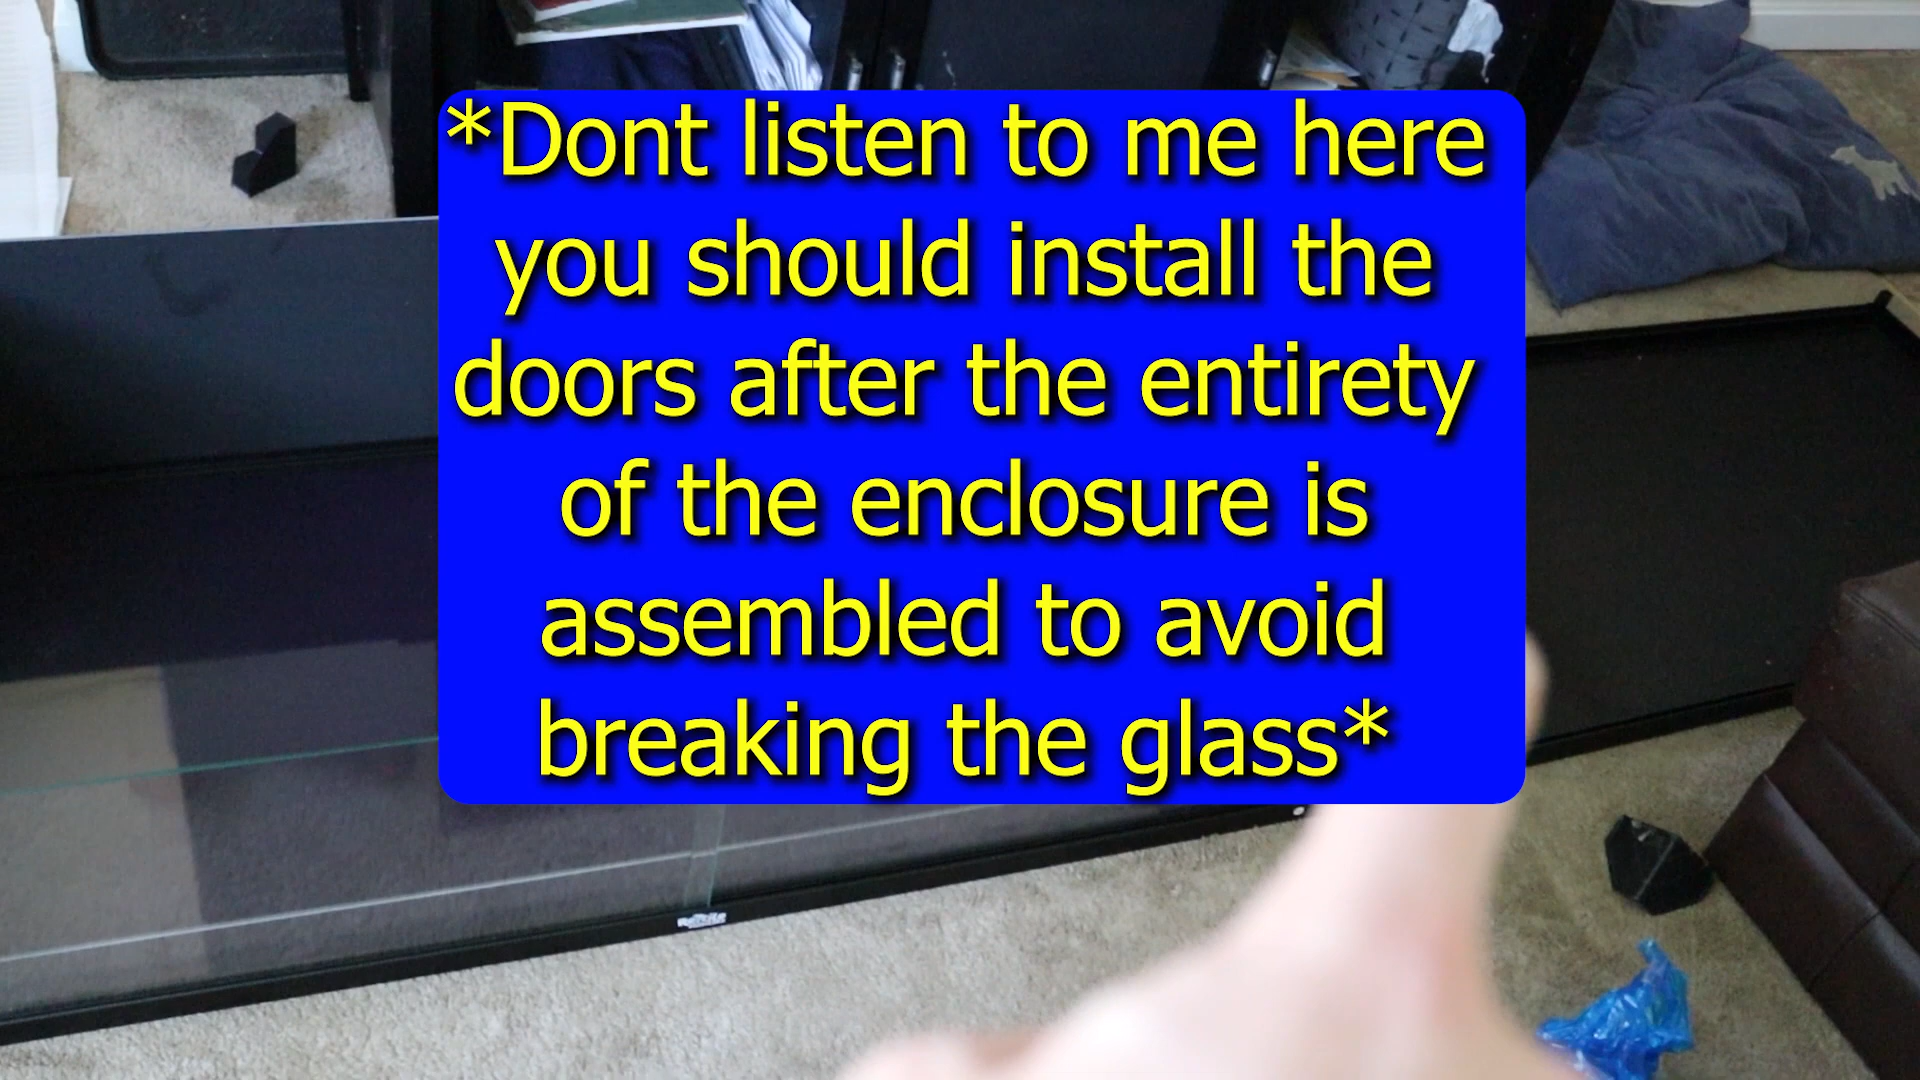 *Dont listen to me here
you should install the
doors after the entirety
of the enclosure is
assembled to avoid
breaking the glass*